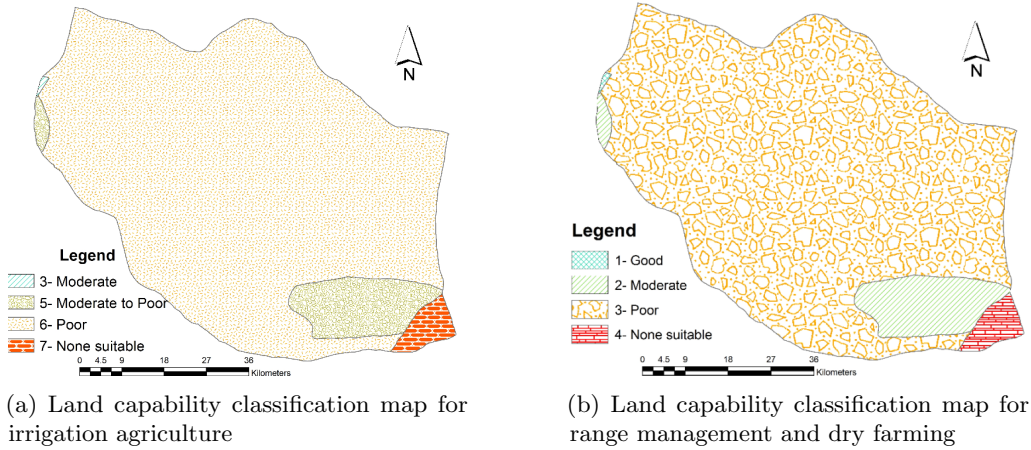 N
Legend
3- Moderate
5- Moderate to Poor
6- Poor
7- None suitable
0 4.5 9 18 27 36
Kilometers
(a) Land capability classification map for
irrigation agriculture
N
Legend
1- Good
2- Moderate
3- Poor
4- None suitable
0 4.5 9 18 27 36
Kilometers
(b) Land capability classification map for
range management and dry farming